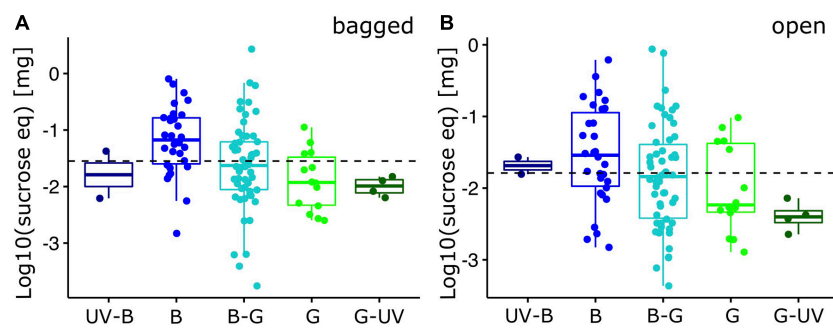 A
bagged
Log10(sucrose eq) [mg]
0
-1
-2
-3
UV-B B B-G G G-UV
B
open
Log10(sucrose eq) [mg]
0
-1
-2
-3
UV-B B B-G G G-UV